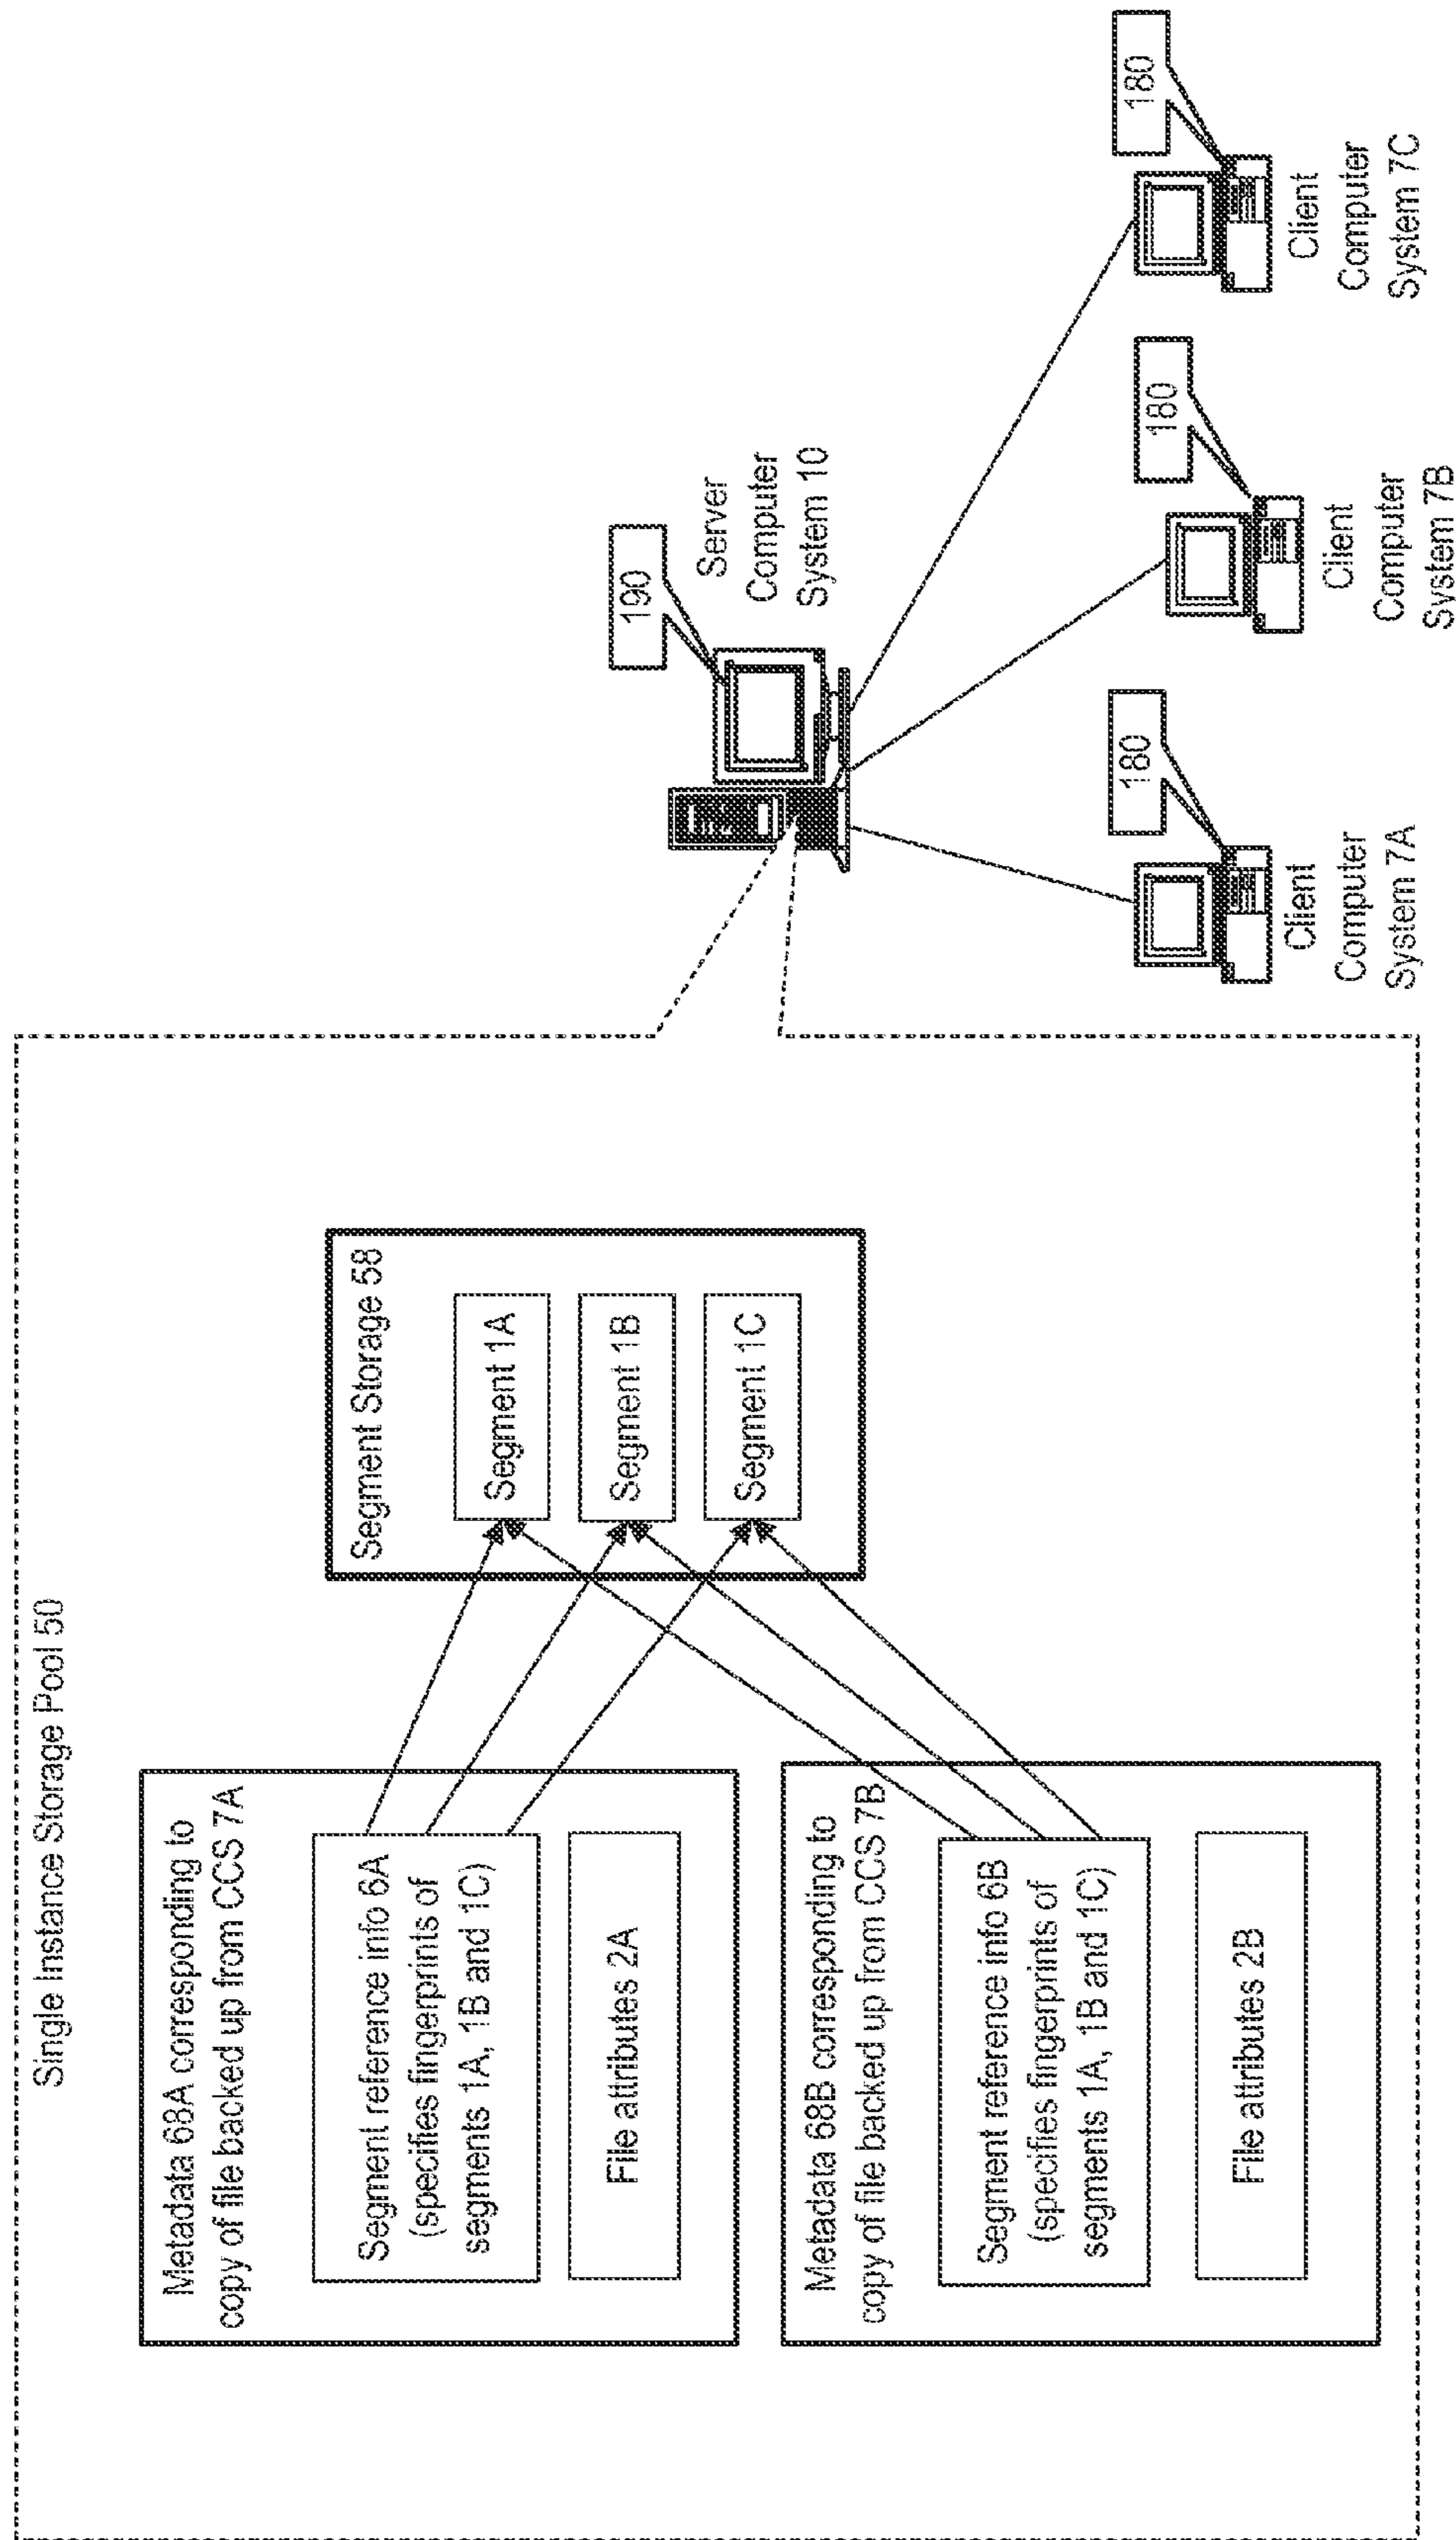 Single Instance Storage Pool 50
Metadata 68A corresponding to
copy of file backed up from CCS 7A
Segment reference info 6A
(specifies fingerprints of
segments 1A, 1B and 1C)
File attributes 2A
Metadata 68B corresponding to
copy of file backed up from CCS 7B
Segment reference info 6B
(specifies fingerprints of
segments 1A, 1B and 1C)
File attributes 2B
Segment Storage 58
Segment 1A
Segment 1B
Segment 1C
190
Server
Computer
System 10
180
Client
Computer
System 7A
180
Client
Computer
System 7B
180
Client
Computer
System 7C